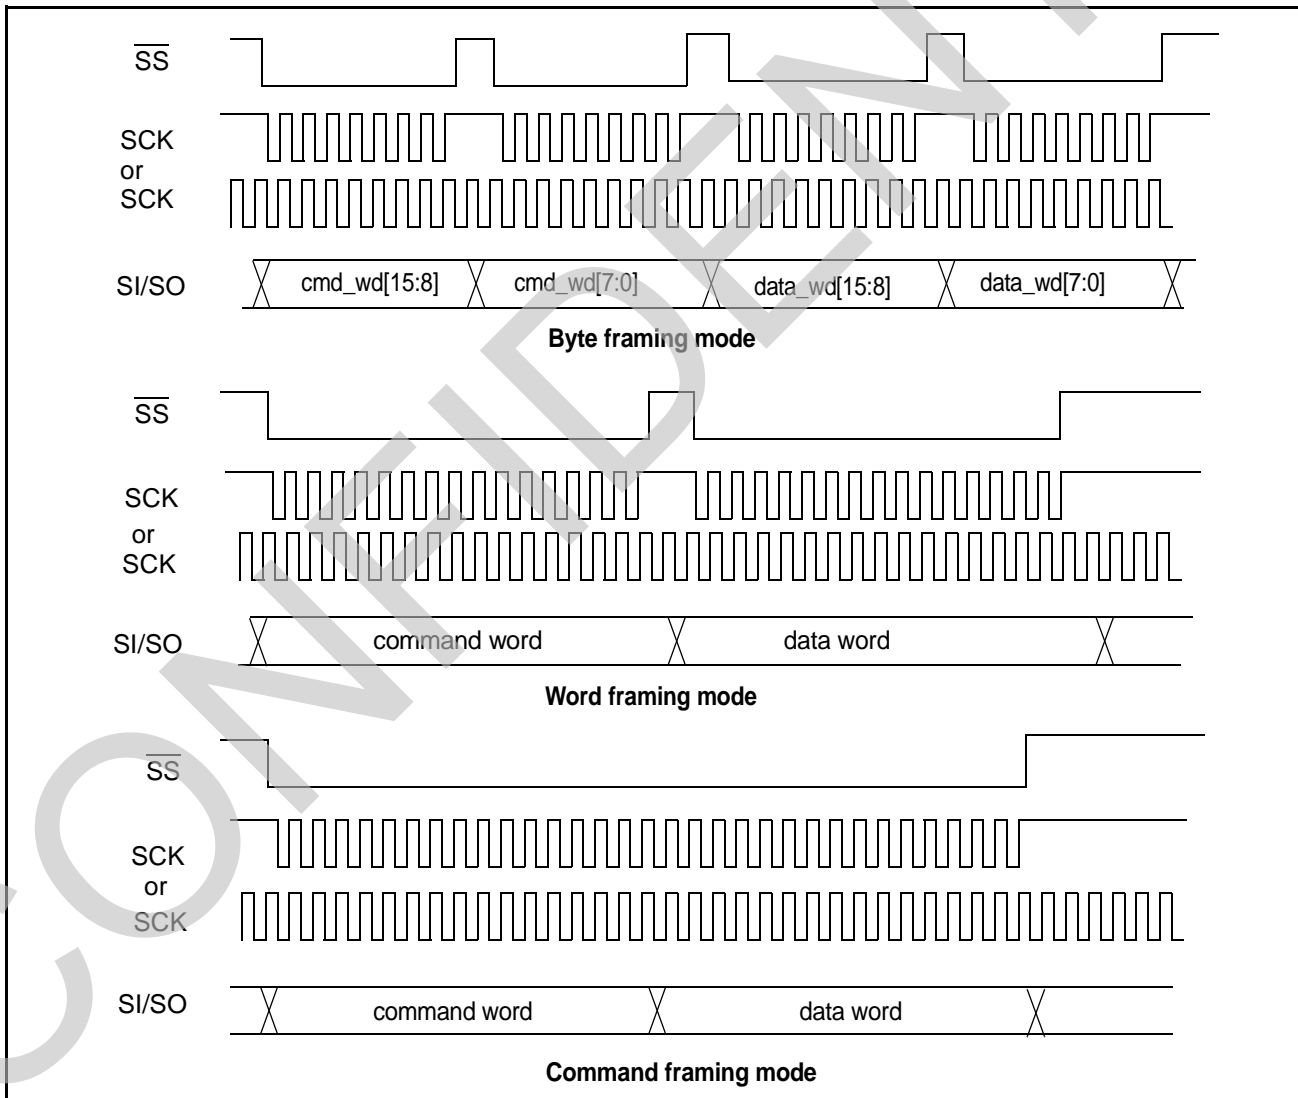 SS
SCK
or
SCK
SI/SO
cmd_wd[15:8] cmd_wd[7:0] data_wd[15:8] data_wd[7:0]
Byte framing mode
SS
SCK
or
SCK
SI/SO
command word data word
Word framing mode
SS
SCK
or
SCK
SI/SO
command word data word
Command framing mode
CONFIDENT